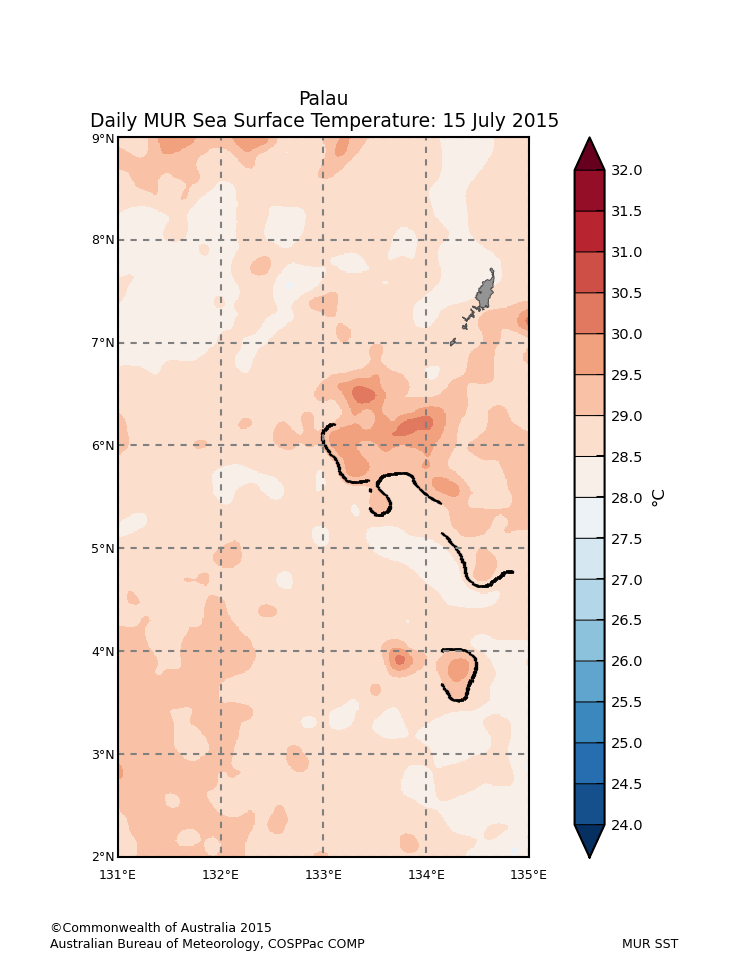 Palau
Daily MUR Sea Surface Temperature: 15 July 2015
9°N
8°N
7°N
6°N
5°N
4°N
3°N
2°N
131°E 132°E 133°E 134°E 135°E
32.0
31.5
31.0
30.5
30.0
29.5
29.0
28.5
28.0
27.5
27.0
26.5
26.0
25.5
25.0
24.5
24.0
°C
©Commonwealth of Australia 2015
Australian Bureau of Meteorology, COSPPac COMP
MUR SST